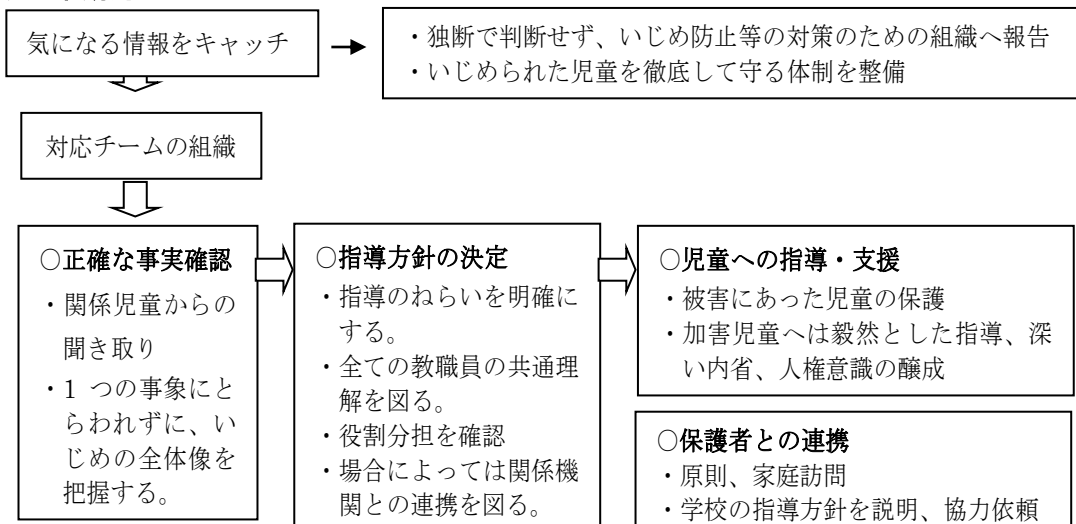 気になる情報をキャッチ
・独断で判断せず、いじめ防止等の対策のための組織へ報告
・いじめられた児童を徹底して守る体制を整備
対応チームの組織
○正確な事実確認
・関係児童からの
聞き取り
・1 つの事象にと
らわれずに、い
じめの全体像を
把握する。
○指導方針の決定
・指導のねらいを明確に
する。
・全ての教職員の共通理
解を図る。
・役割分担を確認
・場合によっては関係機
関との連携を図る。
○児童への指導・支援
・被害にあった児童の保護
・加害児童へは毅然とした指導、深
い内省、人権意識の醸成
○保護者との連携
・原則、家庭訪問
・学校の指導方針を説明、協力依頼